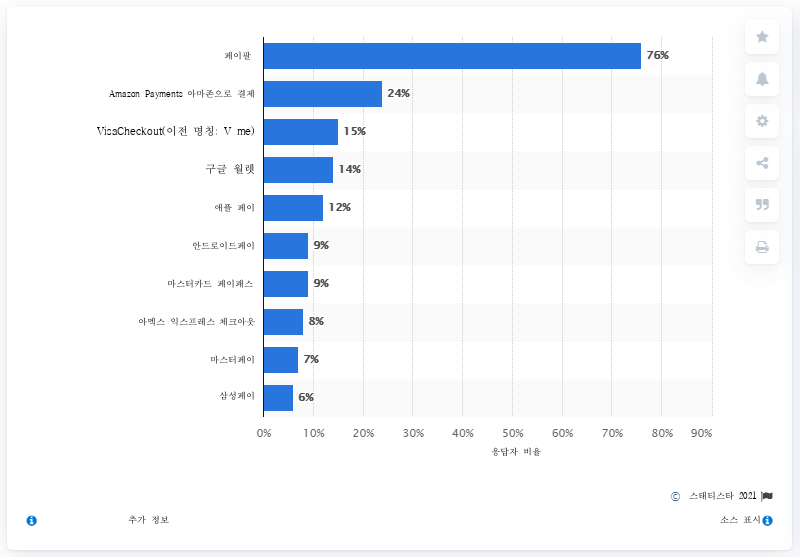 페이팔 76%
Amazon Payments 아마존으로 결제 24%
VisaCheckout(이전 명칭: V me) 15%
구글 월렛 14%
애플 페이 12%
안드로이드페이 9%
마스터카드 페이패스 9%
아멕스 익스프레스 체크아웃 8%
마스터페이 7%
삼성페이 6%
0% 10% 20% 30% 40% 50% 60% 70% 80% 90%
응답자 비율
© 스태티스타 2021
추가 정보 소스 표시